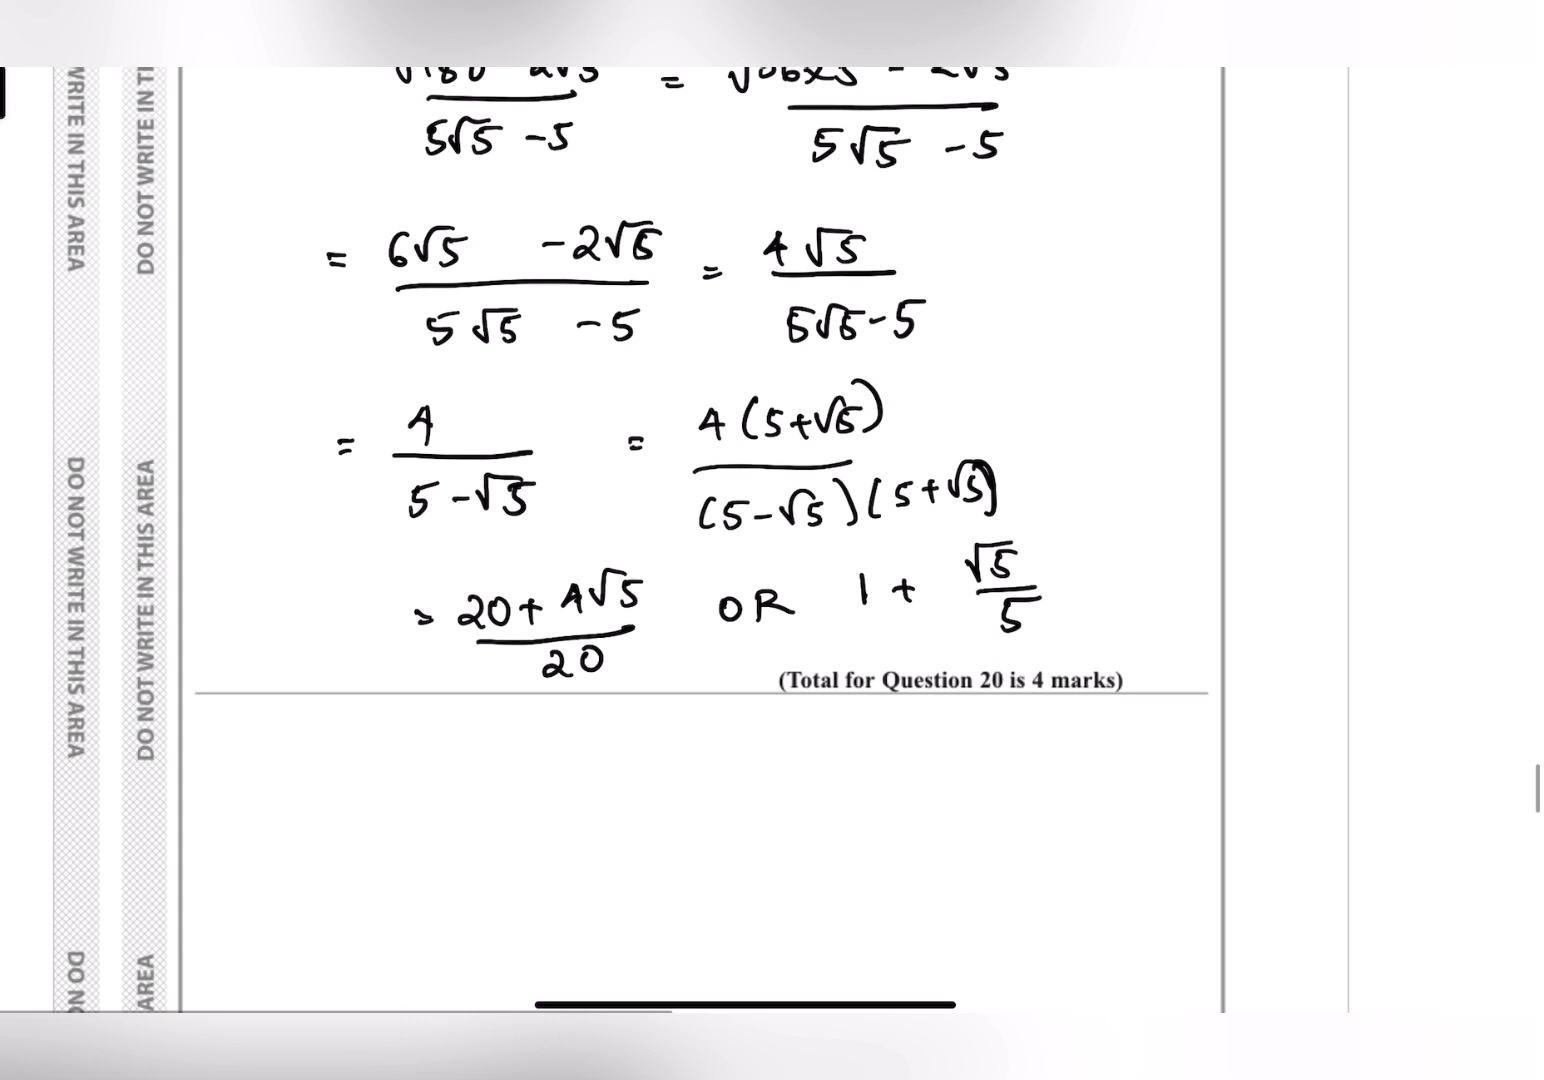 5√5 - 5     5√5 - 5
= 6√5 - 2√5 / 5√5 - 5 = 4√5 / 5√5 - 5
= 4 / 5 - √5 = 4(5+√5) / (5-√5)(5+√5)
= 20 + 4√5 / 20 OR 1 + √5 / 5
(Total for Question 20 is 4 marks)
WRITE IN THIS AREA
DO NOT WRITE IN THIS AREA
DO NOT WRITE IN THIS AREA
AREA